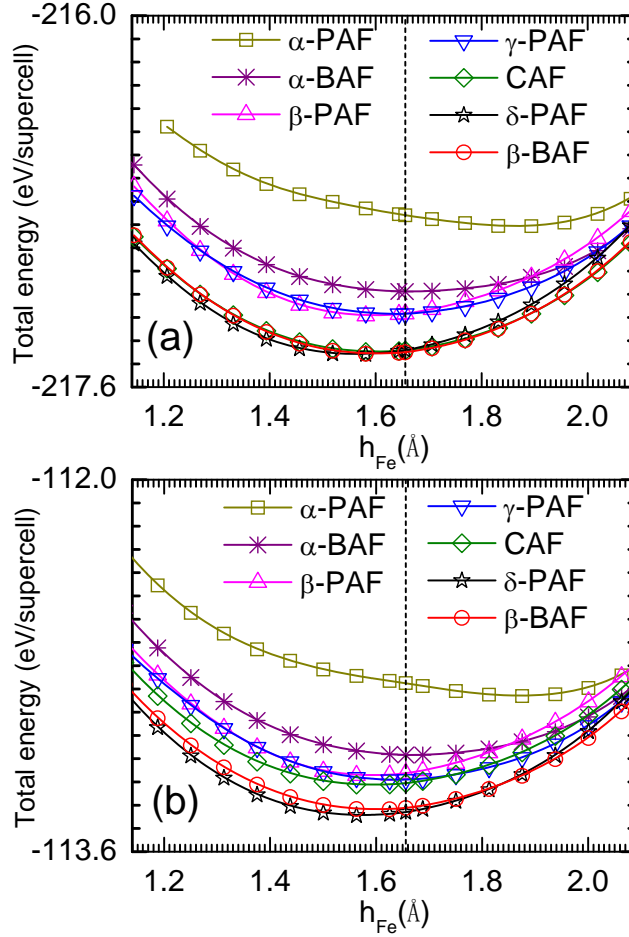 -216.0
α-PAF
α-BAF
β-PAF
γ-PAF
CAF
δ-PAF
β-BAF
Total energy (eV/supercell)
(a)
-217.6
1.2 1.4 1.6 1.8 2.0
h_Fe(Å)
-112.0
α-PAF
α-BAF
β-PAF
γ-PAF
CAF
δ-PAF
β-BAF
Total energy (eV/supercell)
(b)
-113.6
1.2 1.4 1.6 1.8 2.0
h_Fe(Å)